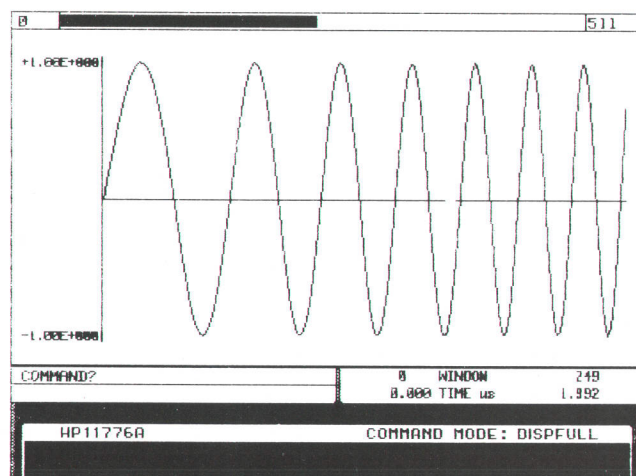 0 511
+1.00E+000
-1.00E+000
COMMAND? 0 WINDOW 249
0.000 TIME us 1.992
HP11776A COMMAND MODE: DISPFULL